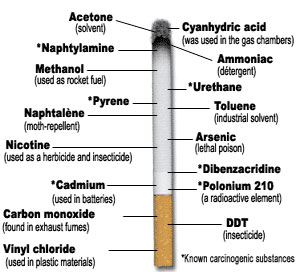 Acetone
(solvent)
*Naphtylamine
Methanol
(used as rocket fuel)
*Pyrene
Naphtalène
(moth-repellent)
Nicotine
(used as a herbicide and insecticide)
*Cadmium
(used in batteries)
Carbon monoxide
(found in exhaust fumes)
Vinyl chloride
(used in plastic materials)
Cyanhydric acid
(was used in the gas chambers)
Ammoniac
(détergent)
*Urethane
Toluene
(industrial solvent)
Arsenic
(lethal poison)
*Dibenzacridine
*Polonium 210
(a radioactive element)
DDT
(insecticide)
*Known carcinogenic substances